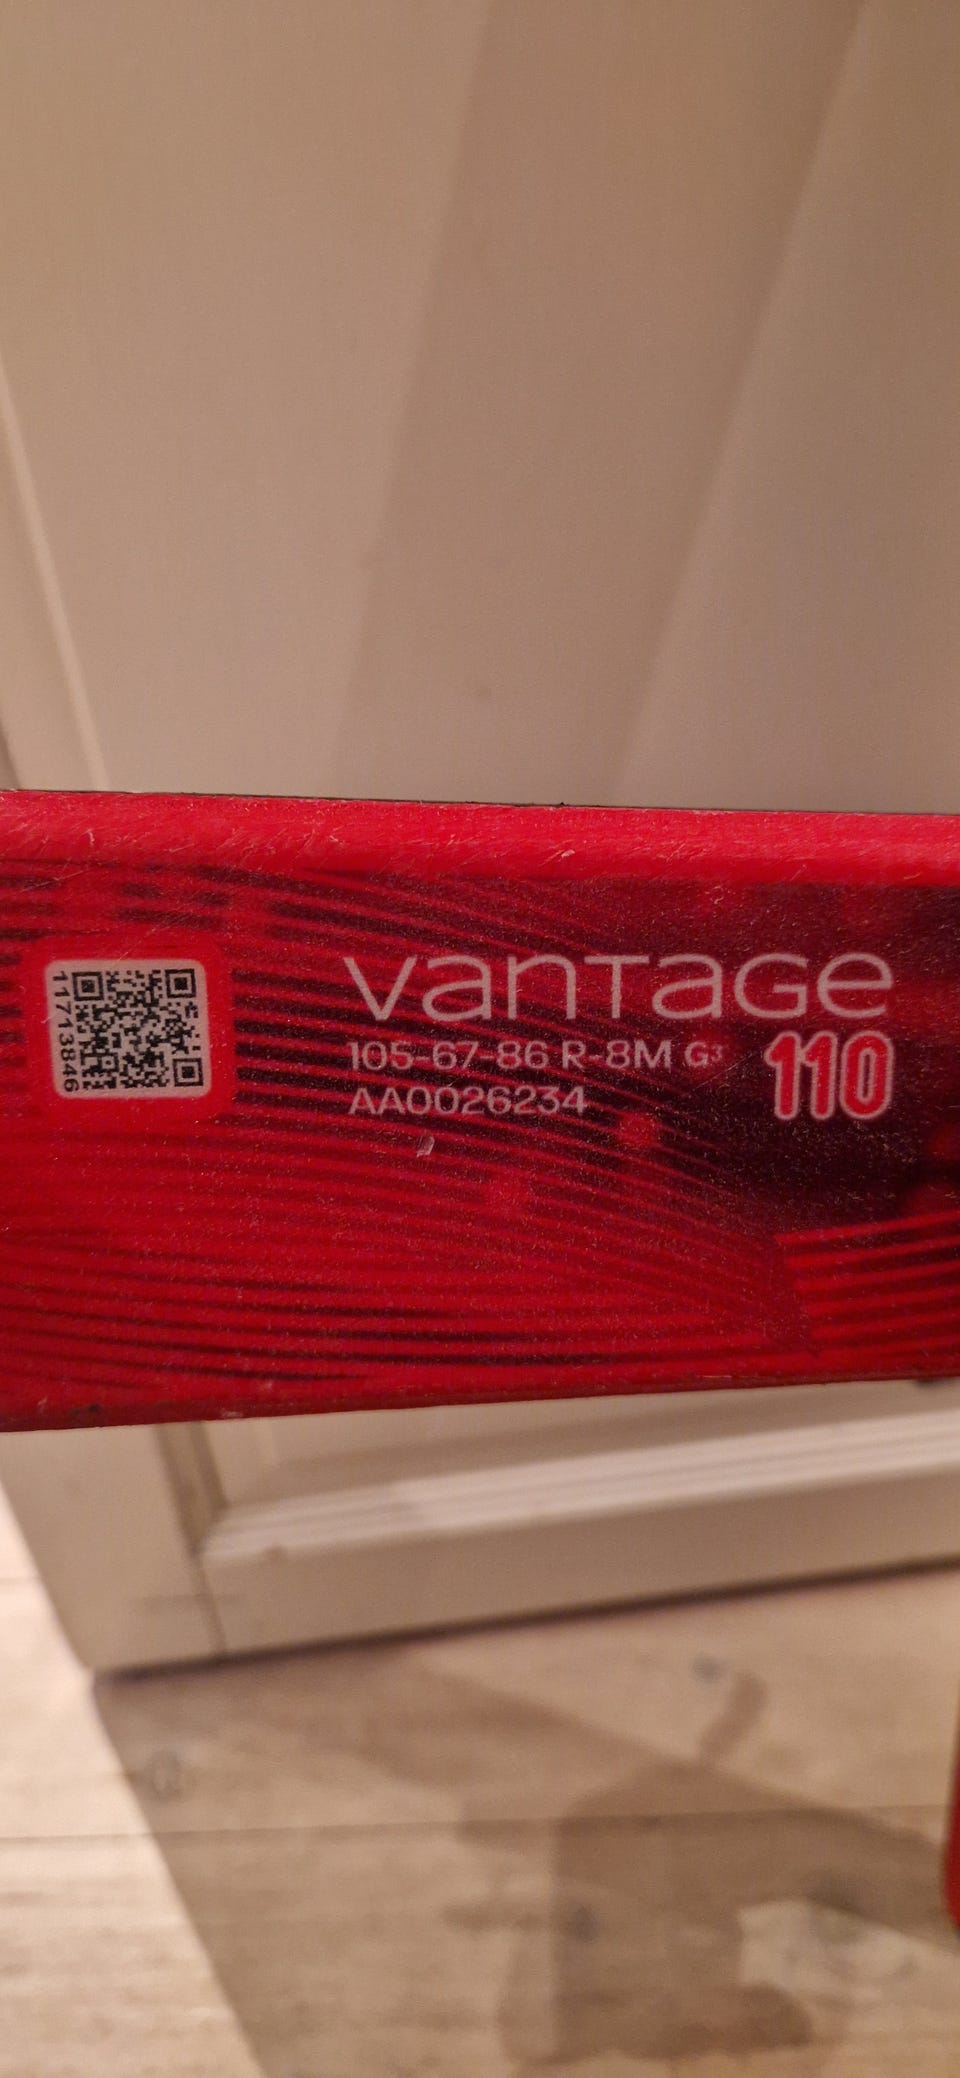 11713846
vanTaGe
105-67-86 R-8M G3
110
AA0026234